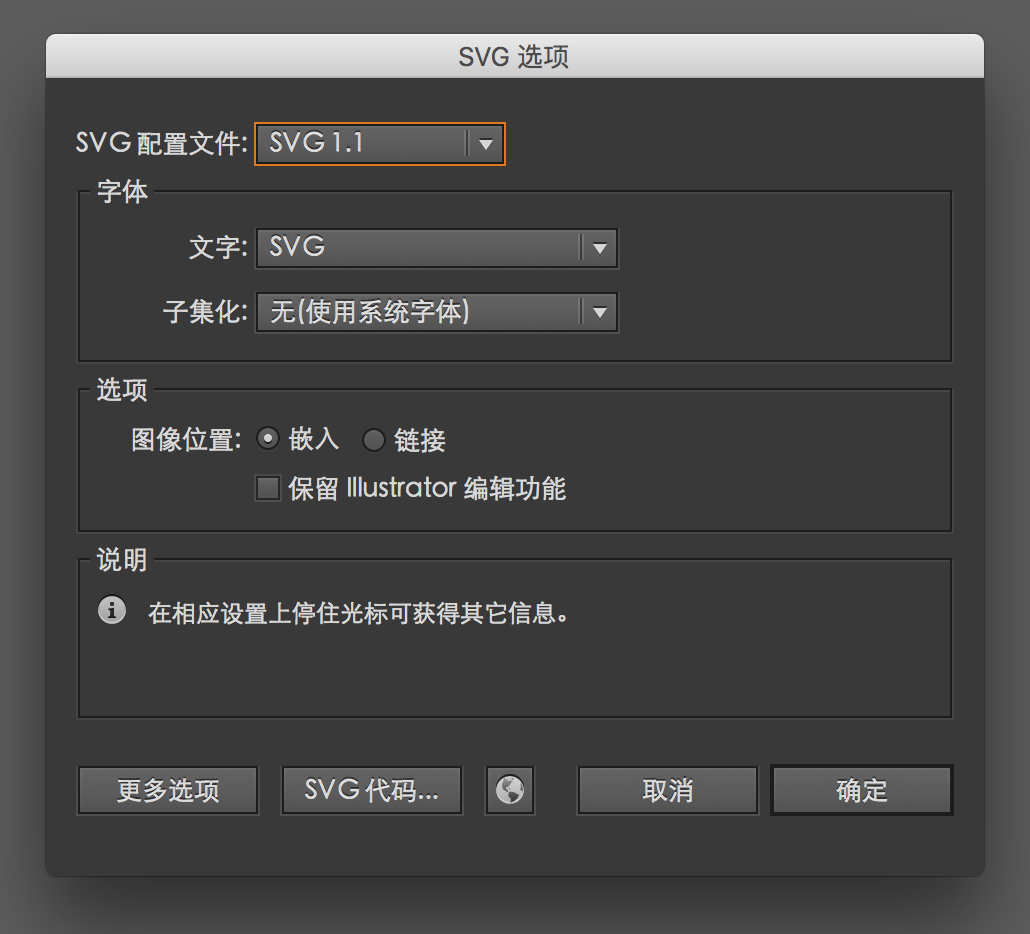 SVG 选项
SVG 配置文件: SVG 1.1
字体
文字: SVG
子集化: 无(使用系统字体)
选项
图像位置: 嵌入 链接
保留 Illustrator 编辑功能
说明
在相应设置上停住光标可获得其它信息。
更多选项 SVG 代码... 取消 确定